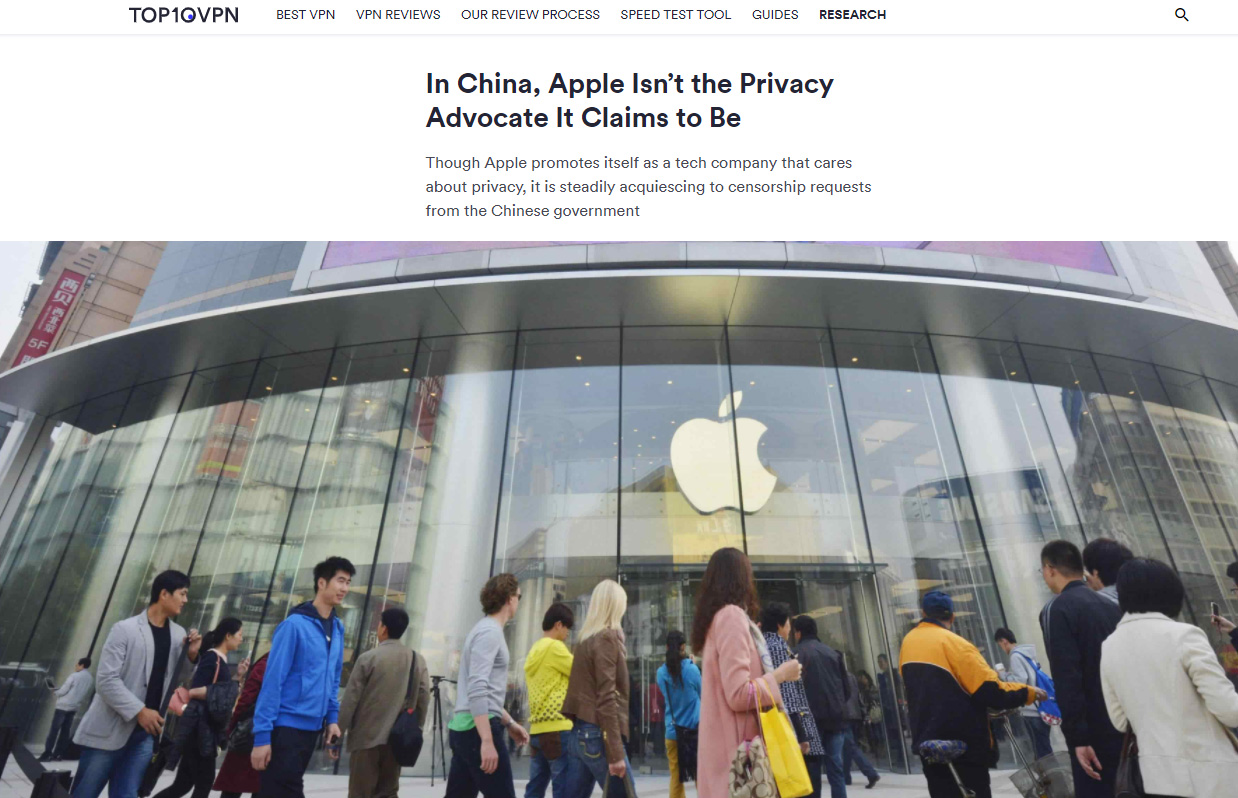 TOP10VPN
BEST VPN
VPN REVIEWS
OUR REVIEW PROCESS
SPEED TEST TOOL
GUIDES
RESEARCH
In China, Apple Isn’t the Privacy
Advocate It Claims to Be
Though Apple promotes itself as a tech company that cares
about privacy, it is steadily acquiescing to censorship requests
from the Chinese government
西贝
5F